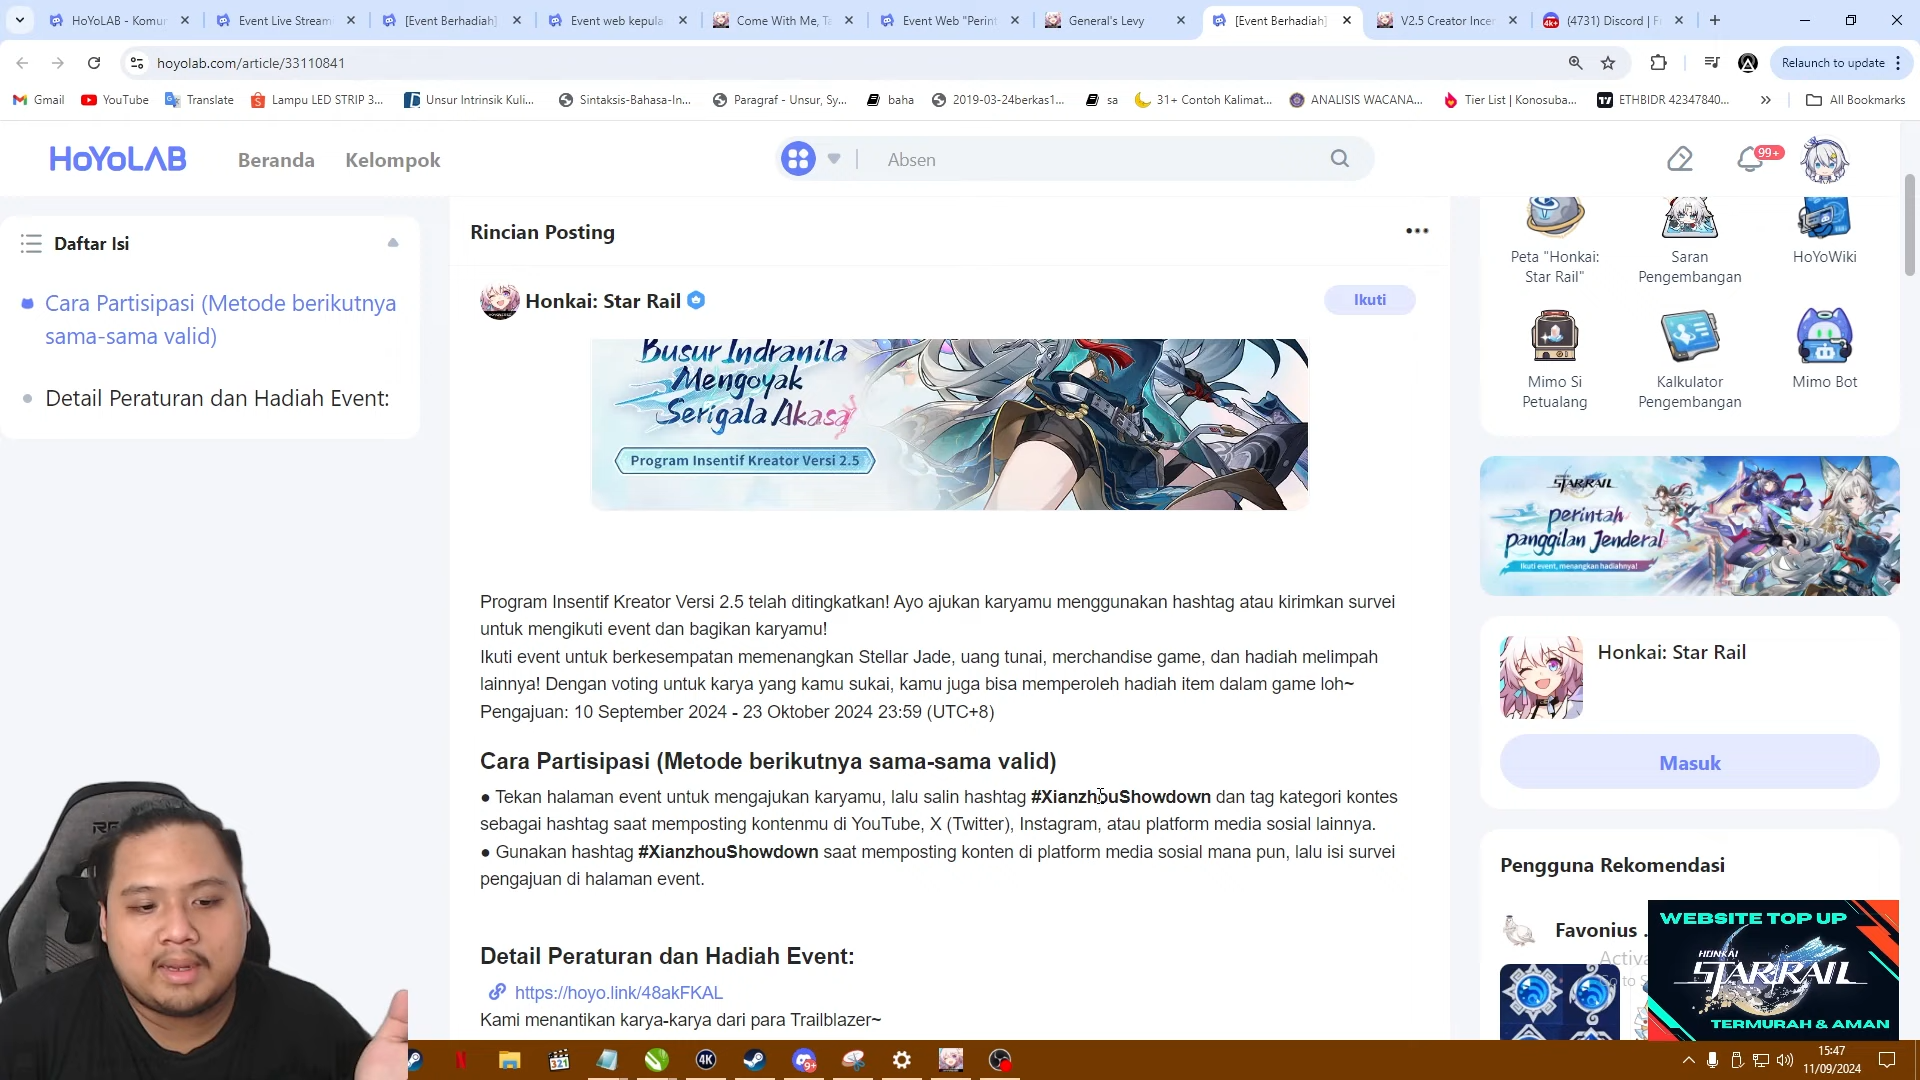 HoYoLAB - Komun
Event Live Stream
[Event Berhadiah]
Event web kepula
Come With Me, Ta
Event Web "Perint
General's Levy
[Event Berhadiah]
V2.5 Creator Incen
(4731) Discord | F
hoyolab.com/article/33110841
Relaunch to update
Gmail
YouTube
Translate
Lampu LED STRIP 3...
Unsur Intrinsik Kuli...
Sintaksis-Bahasa-In...
Paragraf - Unsur, Sy...
baha
2019-03-24berkas1...
sa
31+ Contoh Kalimat...
ANALISIS WACANA...
Tier List | Konosuba...
ETHBIDR 42347840...
All Bookmarks
HoYoLAB
Beranda
Kelompok
Absen
99+
Daftar Isi
Cara Partisipasi (Metode berikutnya
sama-sama valid)
Detail Peraturan dan Hadiah Event:
Rincian Posting
Honkai: Star Rail
Ikuti
Busur Indranila
Mengoyak
Serigala Akasa
Program Insentif Kreator Versi 2.5
Program Insentif Kreator Versi 2.5 telah ditingkatkan! Ayo ajukan karyamu menggunakan hashtag atau kirimkan survei
untuk mengikuti event dan bagikan karyamu!
Ikuti event untuk berkesempatan memenangkan Stellar Jade, uang tunai, merchandise game, dan hadiah melimpah
lainnya! Dengan voting untuk karya yang kamu sukai, kamu juga bisa memperoleh hadiah item dalam game loh~
Pengajuan: 10 September 2024 - 23 Oktober 2024 23:59 (UTC+8)
Cara Partisipasi (Metode berikutnya sama-sama valid)
● Tekan halaman event untuk mengajukan karyamu, lalu salin hashtag #XianzhouShowdown dan tag kategori kontes
sebagai hashtag saat memposting kontenmu di YouTube, X (Twitter), Instagram, atau platform media sosial lainnya.
● Gunakan hashtag #XianzhouShowdown saat memposting konten di platform media sosial mana pun, lalu isi survei
pengajuan di halaman event.
Detail Peraturan dan Hadiah Event:
https://hoyo.link/48akFKAL
Kami menantikan karya-karya dari para Trailblazer~
Peta "Honkai:
Star Rail"
Saran
Pengembangan
HoYoWiki
Mimo Si
Petualang
Kalkulator
Pengembangan
Mimo Bot
STAR RAIL
perintah
panggilan Jenderal
Ikuti event, menangkan hadiahnya!
Honkai: Star Rail
Masuk
Pengguna Rekomendasi
Favonius
WEBSITE TOP UP
HONKAI
STAR RAIL
TERMURAH & AMAN
15:47
11/09/2024